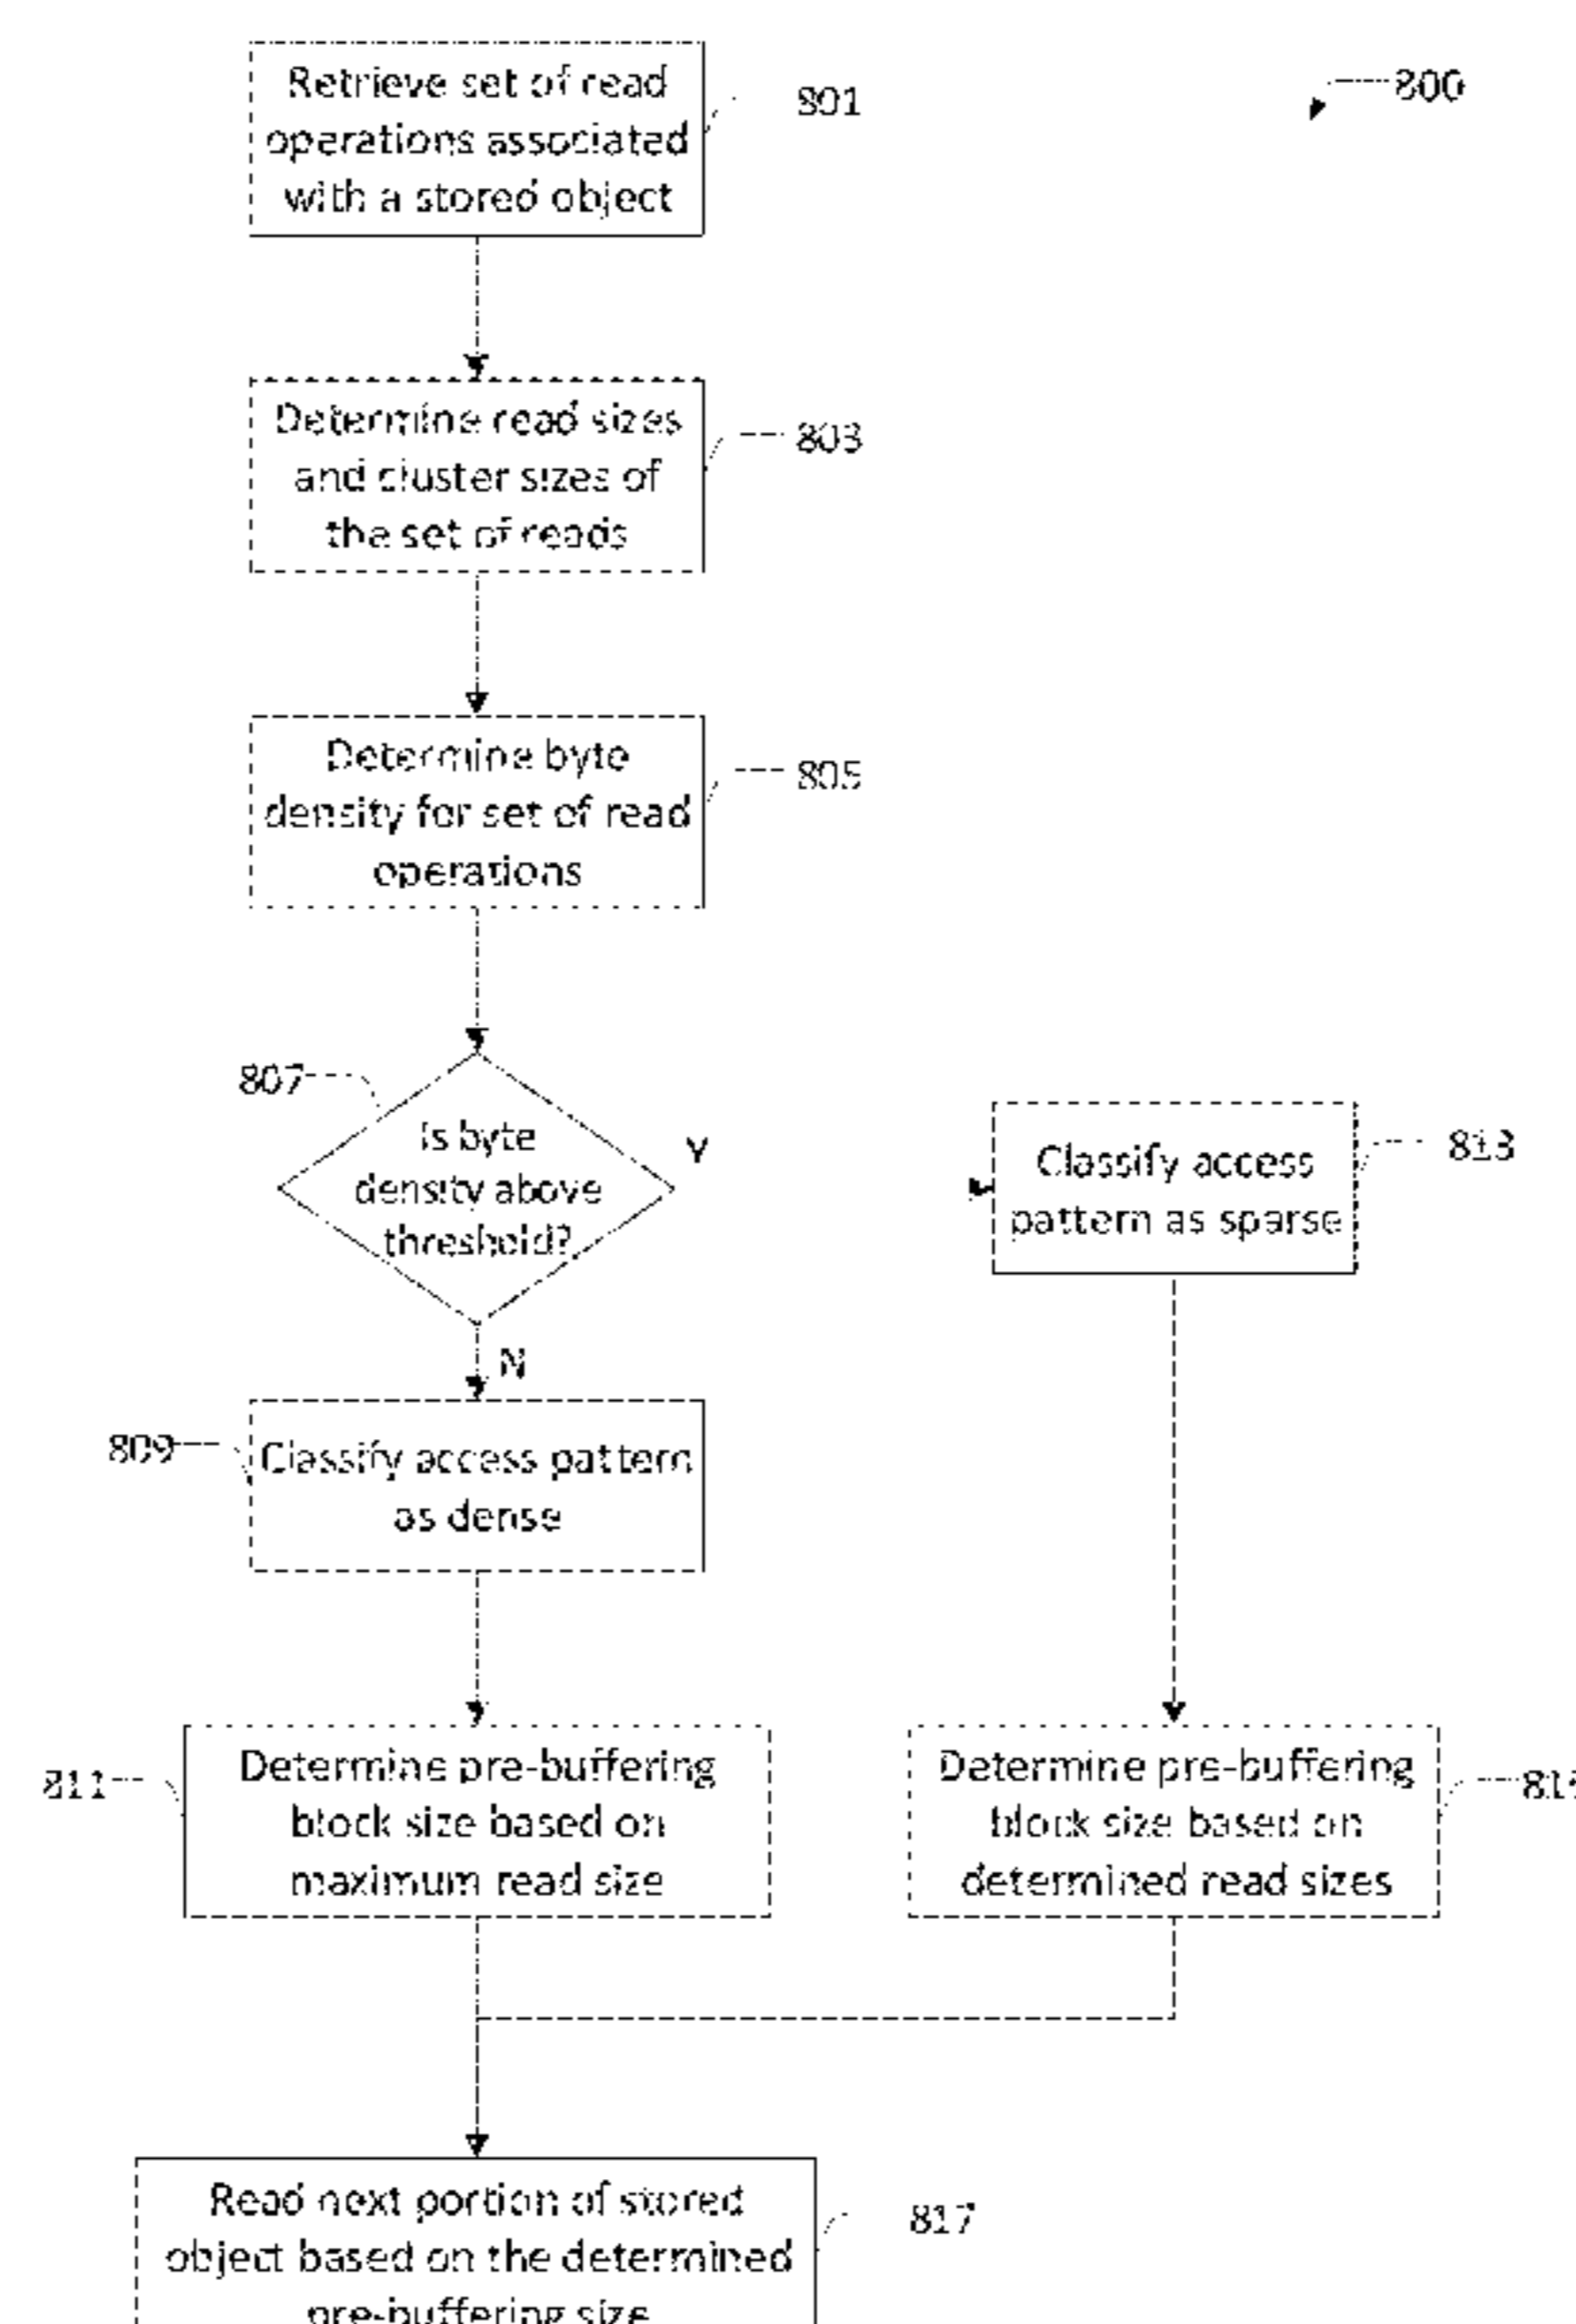 Retrieve set of read
operations associated
with a stored object
801
800
Determine read sizes
and cluster sizes of
the set of reads
803
Determine byte
density for set of read
operations
805
807
Is byte
density above
threshold?
Y
N
Classify access
pattern as sparse
813
809
Classify access pattern
as dense
811
Determine pre-buffering
block size based on
maximum read size
Determine pre-buffering
block size based on
determined read sizes
Read next portion of stored
object based on the determined
pre-buffering size
817